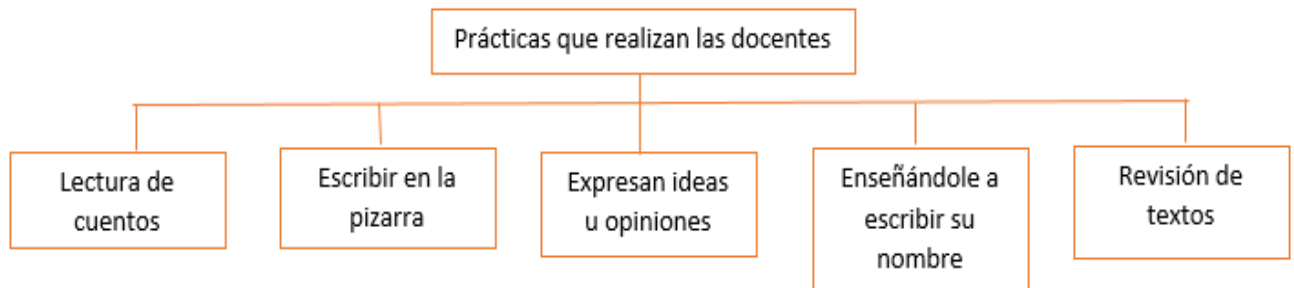 Prácticas que realizan las docentes
Lectura de
cuentos
Escribir en la
pizarra
Expresan ideas
u opiniones
Enseñándole a
escribir su
nombre
Revisión de
textos